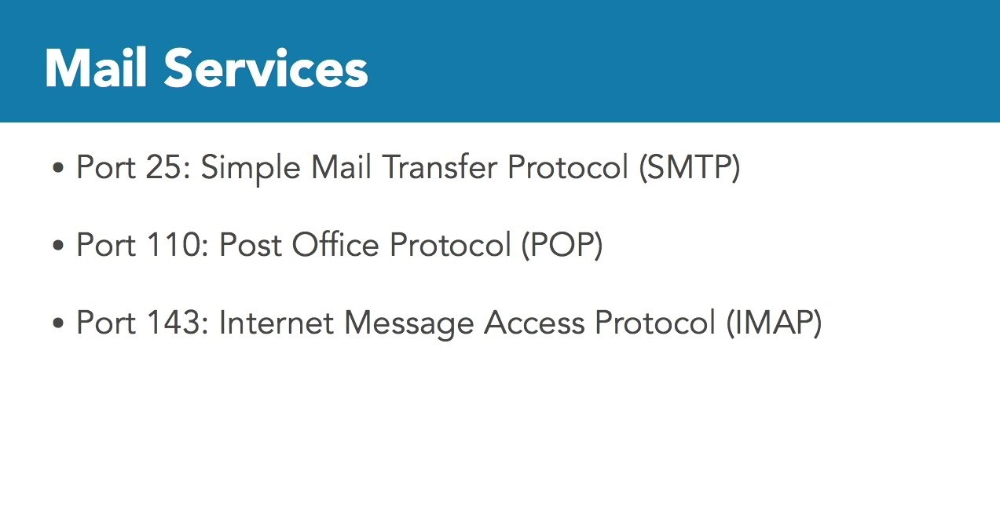 Mail Services
• Port 25: Simple Mail Transfer Protocol (SMTP)
• Port 110: Post Office Protocol (POP)
• Port 143: Internet Message Access Protocol (IMAP)